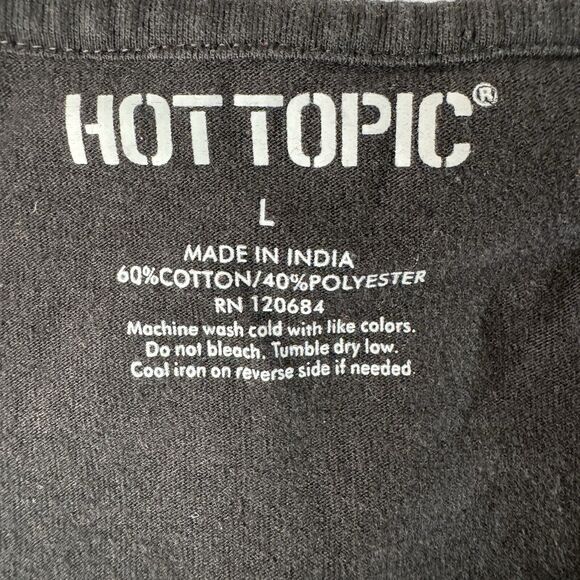 HOT TOPIC®
L
MADE IN INDIA
60%COTTON/40%POLYESTER
RN 120684
Machine wash cold with like colors.
Do not bleach, Tumble dry low.
Cool iron on reverse side if needed